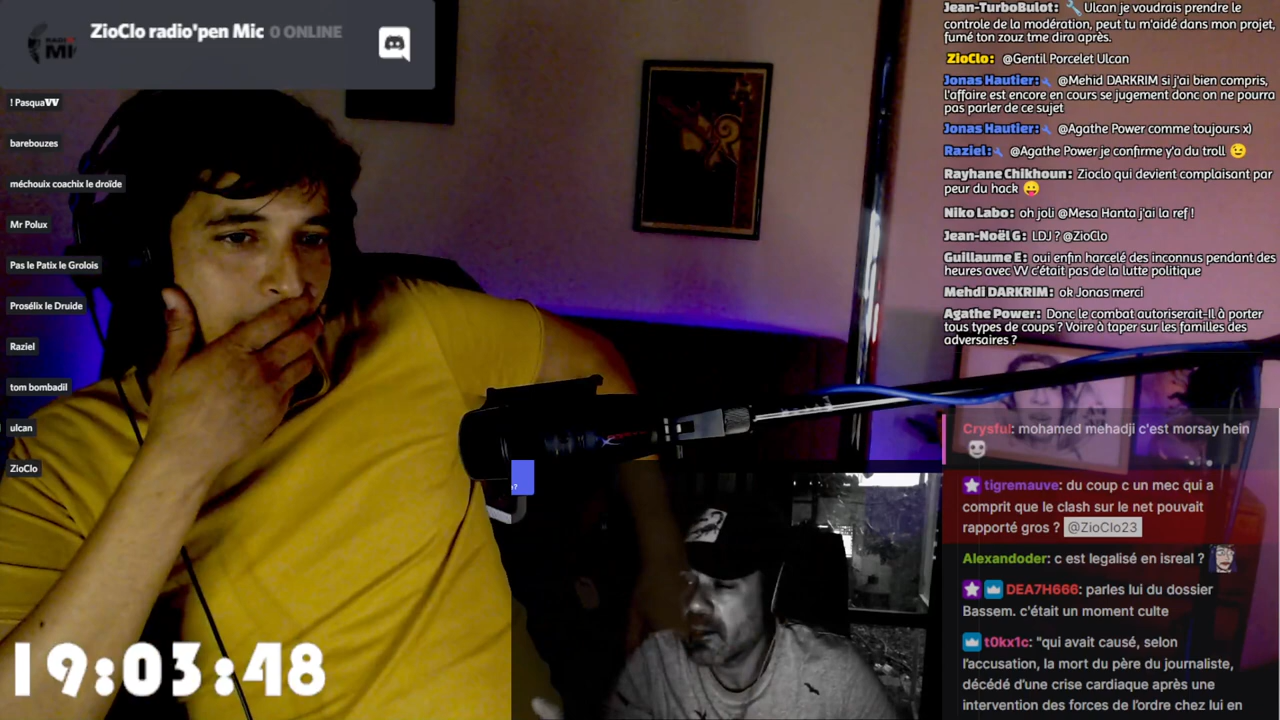 ZioClo radio'pen Mic 0 ONLINE
! PasquaVV
barebouzes
méchouix coachix le droïde
Mr Polux
Pas le Patix le Grolois
Prosélix le Druide
Raziel
tom bombadil
ulcan
ZioClo
19:03:48
Jean-TurboBulot: Ulcan je voudrais prendre le
controle de la modération, peut tu m'aidé dans mon projet,
fumé ton zouz tme dira après.
ZioClo: @Gentil Porcelet Ulcan
Jonas Hautier: @Mehid DARKRIM si j'ai bien compris,
l'affaire est encore en cours se jugement donc on ne pourra
pas parler de ce sujet
Jonas Hautier: @Agathe Power comme toujours x)
Raziel: @Agathe Power je confirme y'a du troll 😉
Rayhane Chikhoun: Zioclo qui devient complaisant par
peur du hack 😛
Niko Labo: oh joli @Mesa Hanta j'ai la ref !
Jean-Noël G: LDJ ? @ZioClo
Guillaume E: oui enfin harcelé des inconnus pendant des
heures avec VV c'était pas de la lutte politique
Mehdi DARKRIM: ok Jonas merci
Agathe Power: Donc le combat autoriserait-Il à porter
tous types de coups ? Voire à taper sur les familles des
adversaires ?
Crysful: mohamed mehadji c'est morsay hein
tigremauve: du coup c un mec qui a
comprit que le clash sur le net pouvait
rapporté gros ? @ZioClo23
Alexandoder: c est legalisé en isreal ?
DEA7H666: parles lui du dossier
Bassem. c'était un moment culte
t0kx1c: "qui avait causé, selon
l'accusation, la mort du père du journaliste,
décédé d'une crise cardiaque après une
intervention des forces de l'ordre chez lui en